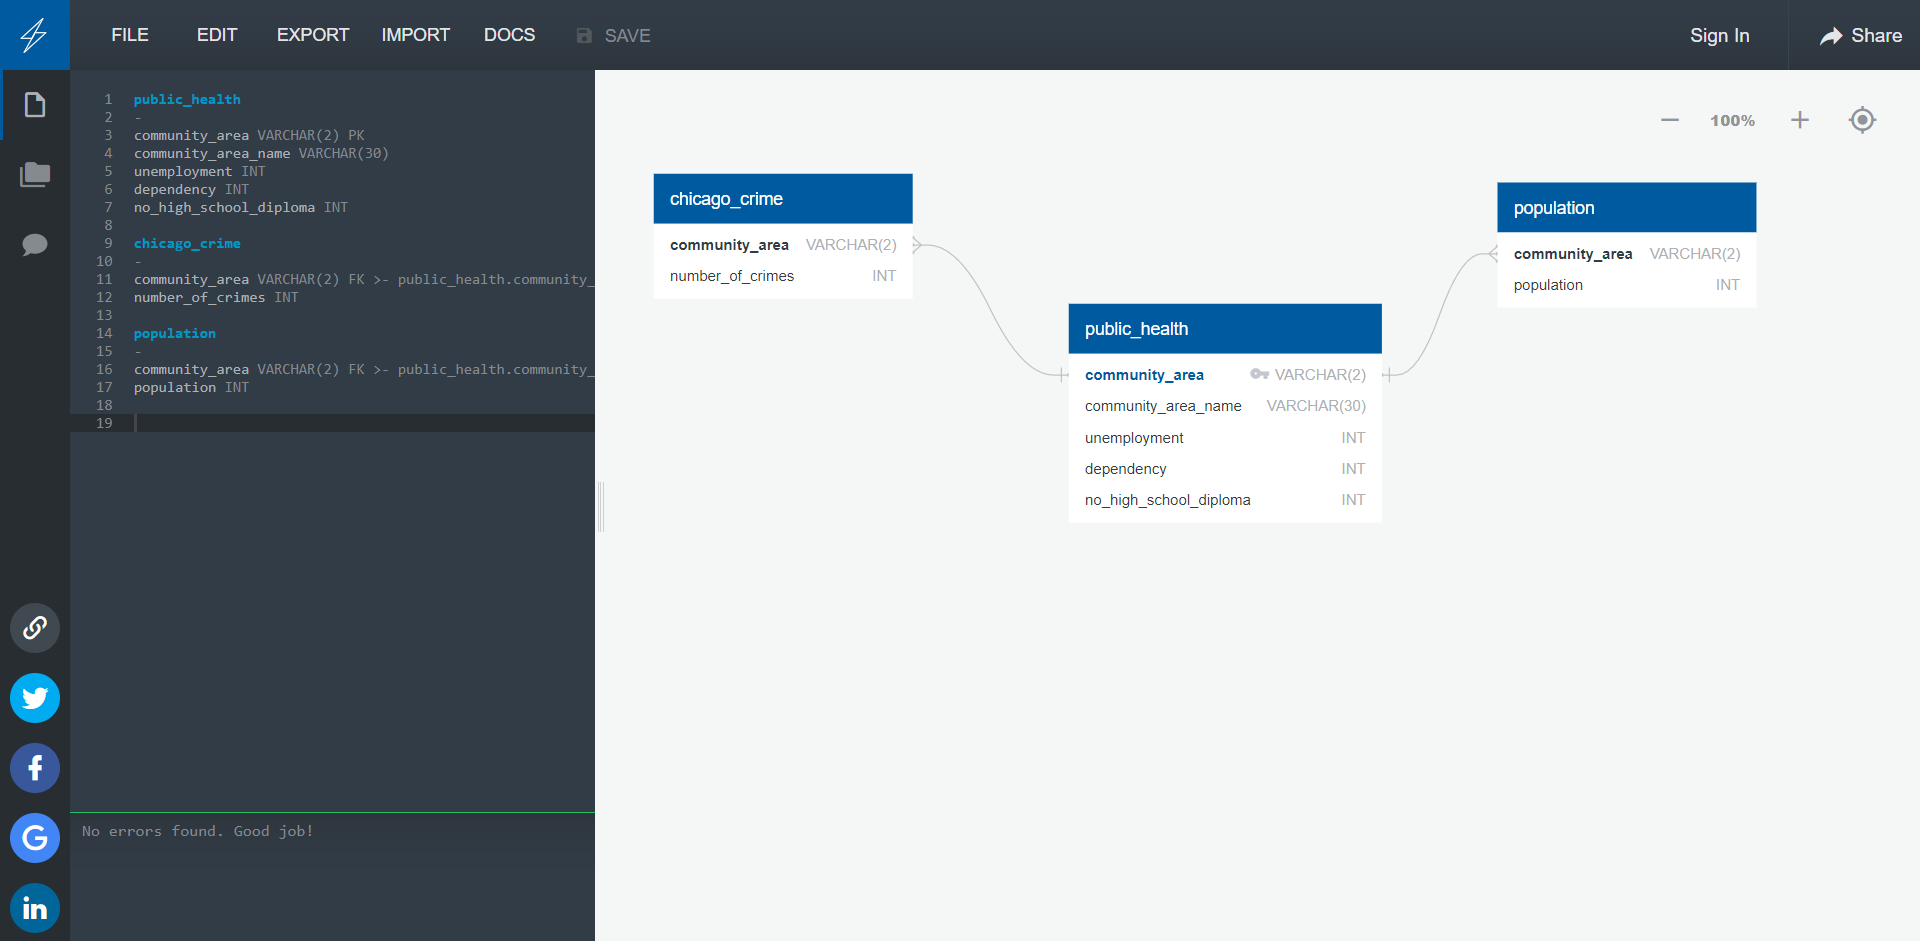 FILE EDIT EXPORT IMPORT DOCS SAVE Sign In Share
1 public_health
2 -
3 community_area VARCHAR(2) PK
4 community_area_name VARCHAR(30)
5 unemployment INT
6 dependency INT
7 no_high_school_diploma INT
8
9 chicago_crime
10 -
11 community_area VARCHAR(2) FK >- public_health.community_
12 number_of_crimes INT
13
14 population
15 -
16 community_area VARCHAR(2) FK >- public_health.community_
17 population INT
18
19
No errors found. Good job!
100%
chicago_crime
community_area VARCHAR(2)
number_of_crimes INT
public_health
community_area VARCHAR(2)
community_area_name VARCHAR(30)
unemployment INT
dependency INT
no_high_school_diploma INT
population
community_area VARCHAR(2)
population INT